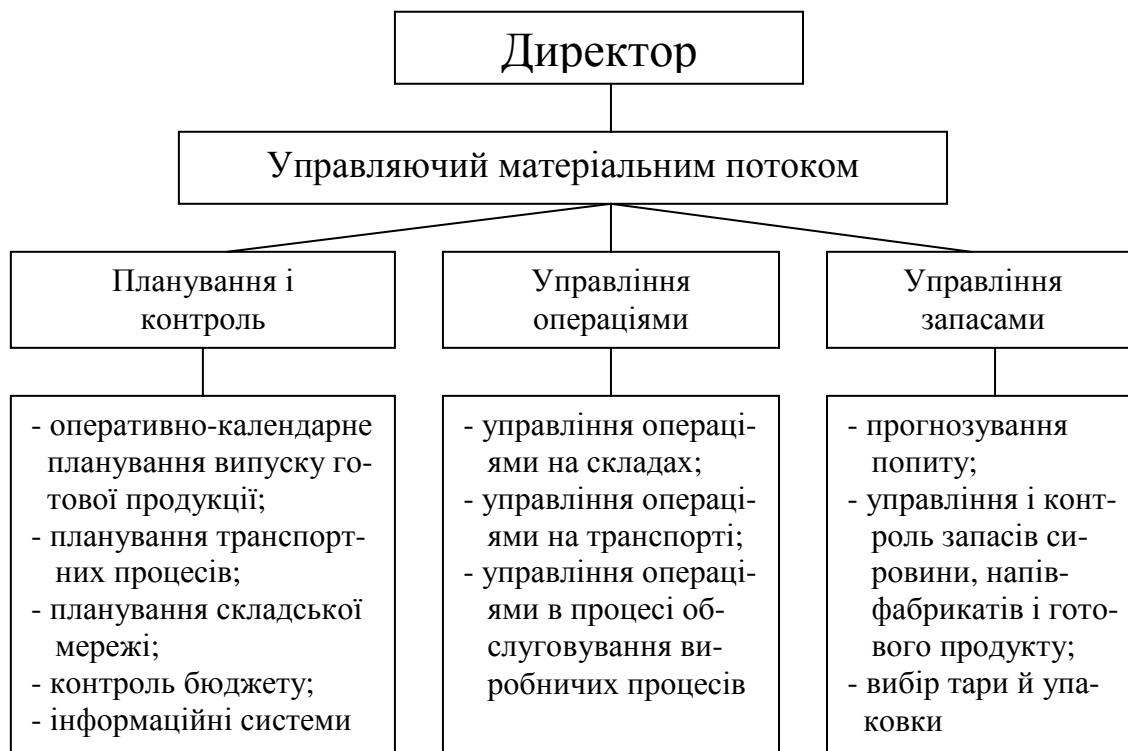 Директор
Управляючий матеріальним потоком
Планування і
контроль
Управління
операціями
Управління
запасами
- оперативно-календарне
планування випуску го-
тової продукції;
- планування транспорт-
них процесів;
- планування складської
мережі;
- контроль бюджету;
- інформаційні системи
- управління операці-
ями на складах;
- управління операці-
ями на транспорті;
- управління операці-
ями в процесі об-
слуговування ви-
робничих процесів
- прогнозування
попиту;
- управління і конт-
роль запасів си-
ровини, напів-
фабрикатів і гото-
вого продукту;
- вибір тари й упа-
ковки